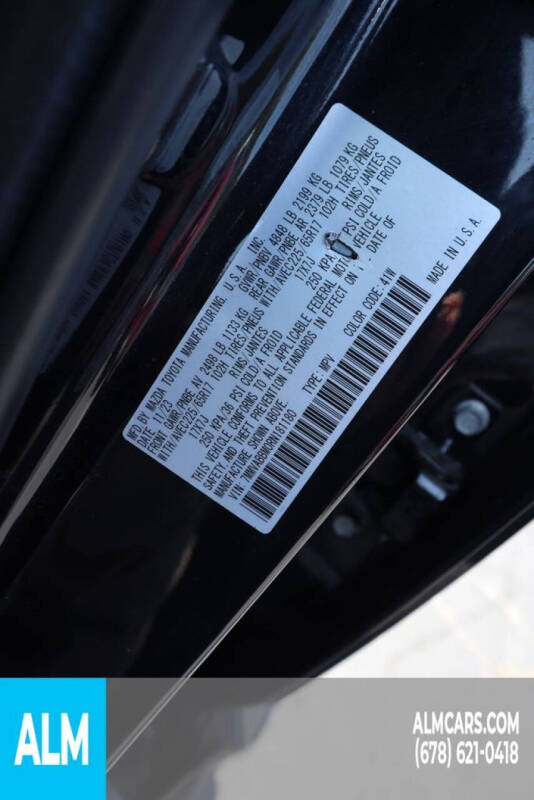 MFD BY MAZDA TOYOTA MANUFACTURING, U.S.A., INC.
DATE: 11/23 GVWR/PNBV 4848 LB 2199 KG
FRONT GAWR/PNBE AV 2498 LB 1133 KG REAR GAWR/PNBE AR 2379 LB 1079 KG
WITH/AVEC225/65R17 102H TIRES/PNEUS WITH/AVEC225/65R17 102H TIRES/PNEUS
17X7J RIMS/JANTES 17X7J RIMS/JANTES
250 KPA/36 PSI COLD/A FROID 250 KPA PSI COLD/A FROID
THIS VEHICLE CONFORMS TO ALL APPLICABLE FEDERAL MOTOR VEHICLE
SAFETY AND THEFT PREVENTION STANDARDS IN EFFECT ON DATE OF
MANUFACTURE SHOWN ABOVE.
TYPE: MPV COLOR CODE: 41W
MADE IN U.S.A.
ALM
ALMCARS.COM
(678) 621-0418